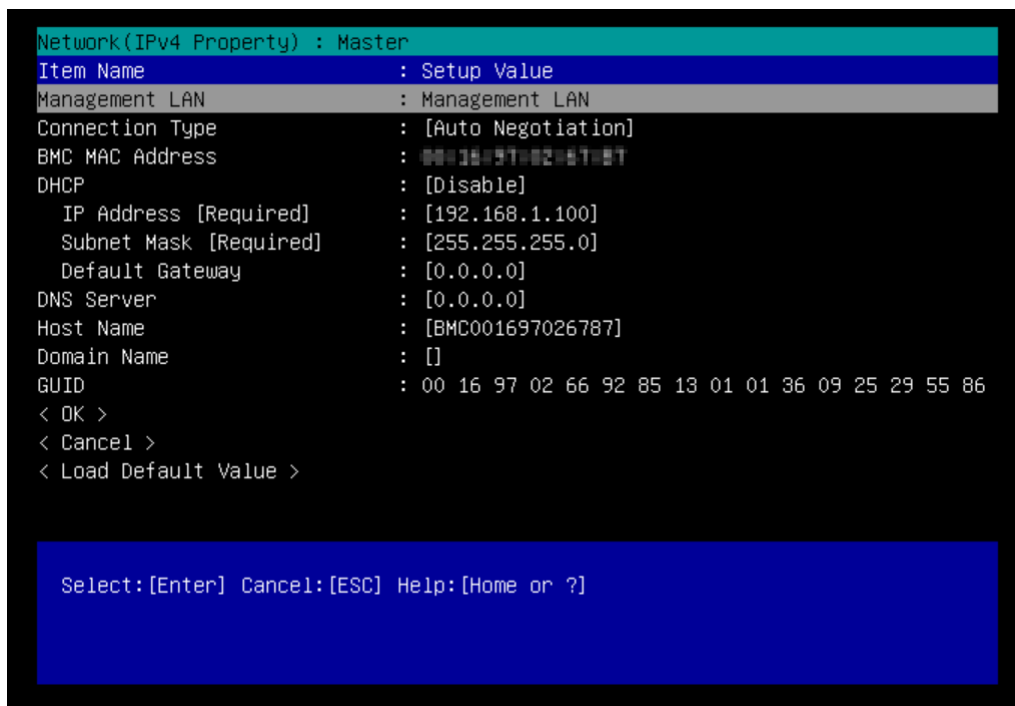 Network(IPv4 Property) : Master
Item Name : Setup Value
Management LAN : Management LAN
Connection Type : [Auto Negotiation]
BMC MAC Address :
DHCP : [Disable]
IP Address [Required] : [192.168.1.100]
Subnet Mask [Required] : [255.255.255.0]
Default Gateway : [0.0.0.0]
DNS Server : [0.0.0.0]
Host Name : [BMC001697026787]
Domain Name : []
GUID : 00 16 97 02 66 92 85 13 01 01 36 09 25 29 55 86
< OK >
< Cancel >
< Load Default Value >
Select:[Enter] Cancel:[ESC] Help:[Home or ?]